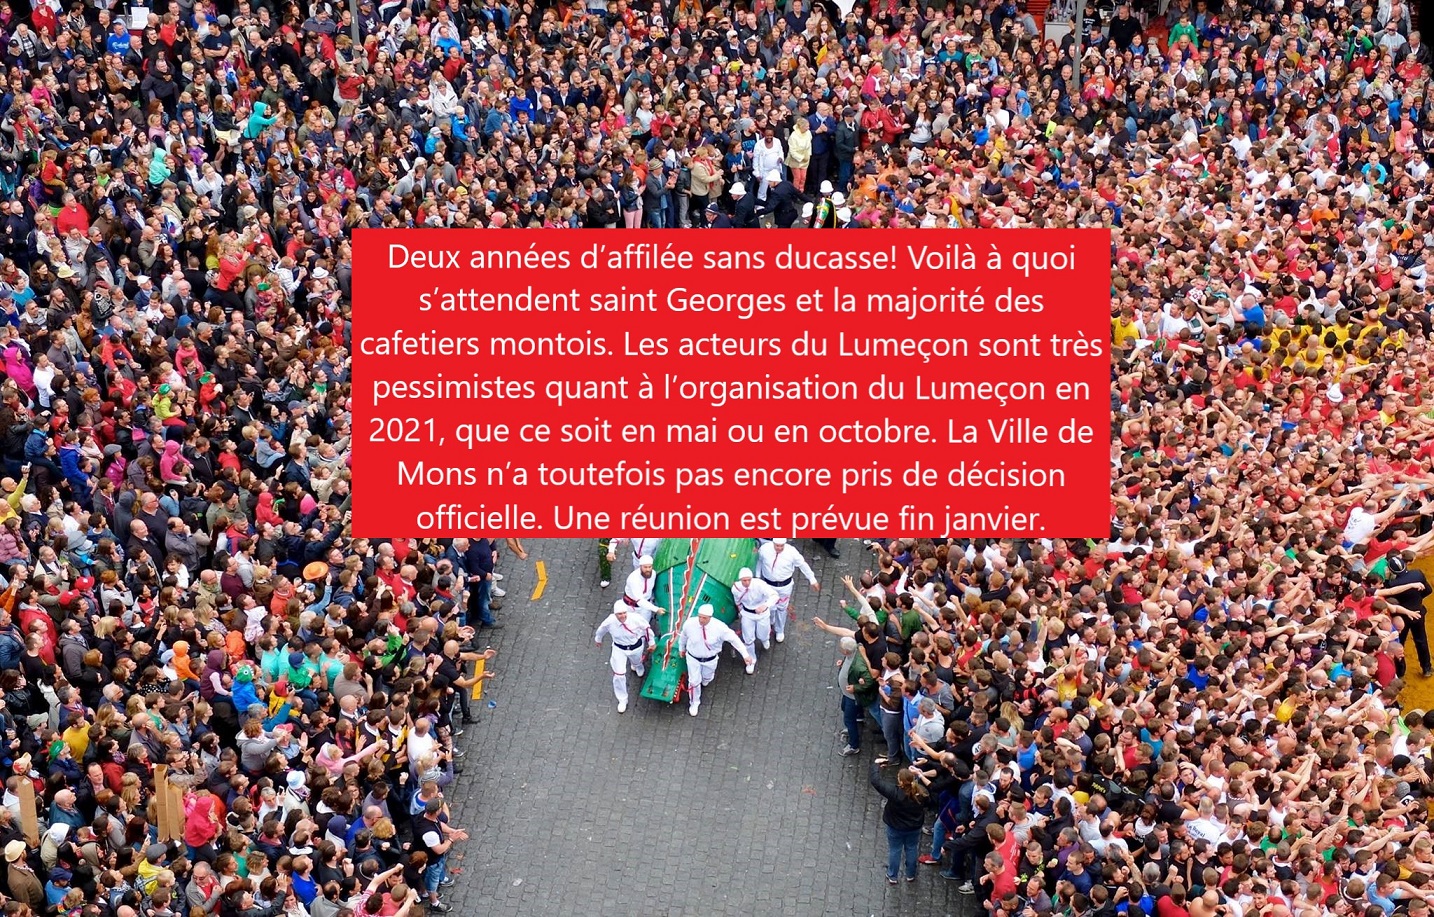 Deux années d’affilée sans ducasse! Voilà à quoi
s’attendent saint Georges et la majorité des
cafetiers montois. Les acteurs du Lumeçon sont très
pessimistes quant à l’organisation du Lumeçon en
2021, que ce soit en mai ou en octobre. La Ville de
Mons n’a toutefois pas encore pris de décision
officielle. Une réunion est prévue fin janvier.